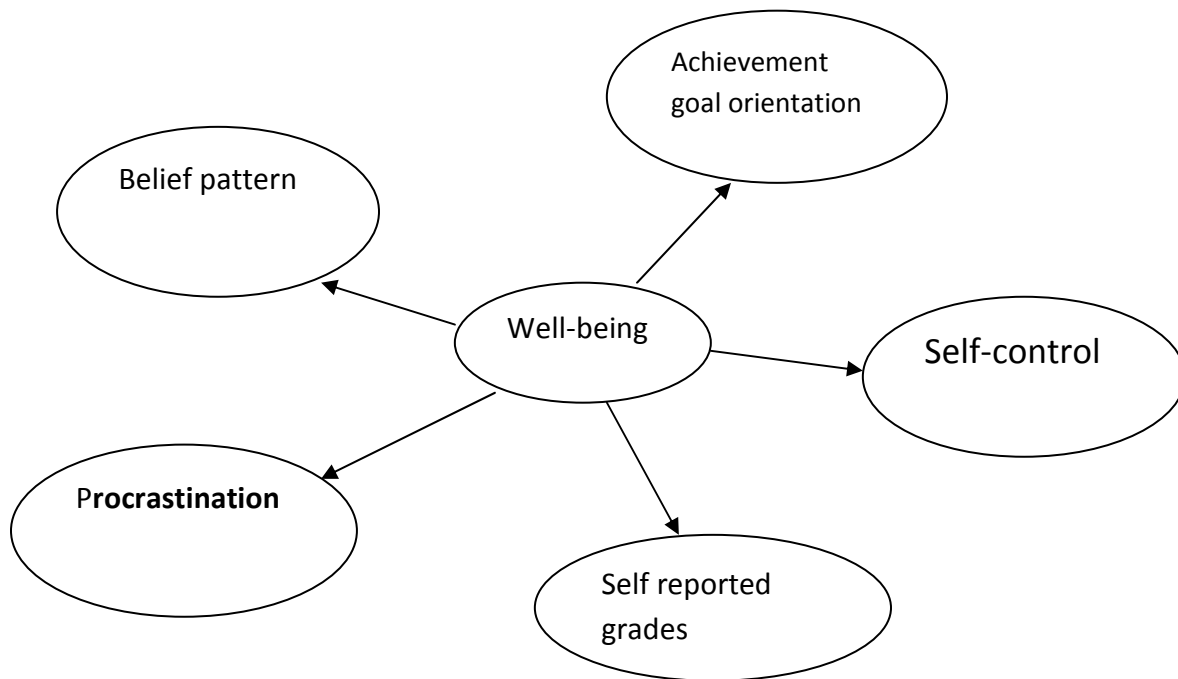 Achievement
goal orientation
Belief pattern
Well-being
Self-control
Procrastination
Self reported
grades